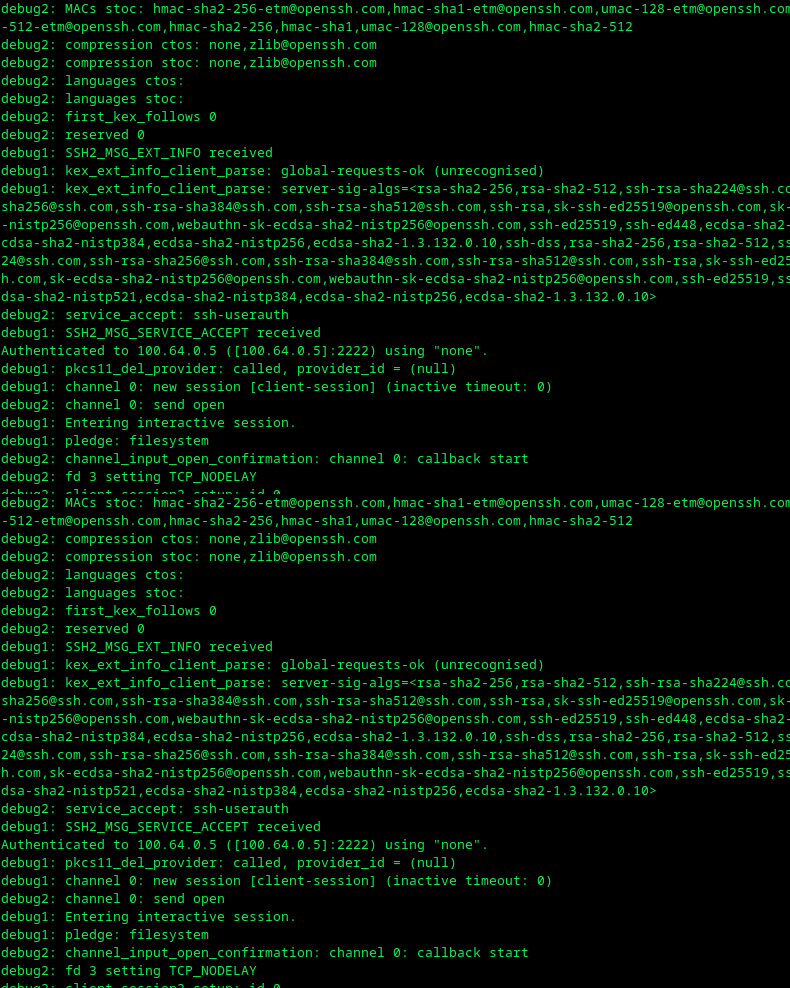 debug2: MACs stoc: hmac-sha2-256-etm@openssh.com,hmac-sha1-etm@openssh.com,umac-128-etm@openssh.com,
-512-etm@openssh.com,hmac-sha2-256,hmac-sha1,umac-128@openssh.com,hmac-sha2-512
debug2: compression ctos: none,zlib@openssh.com
debug2: compression stoc: none,zlib@openssh.com
debug2: languages ctos:
debug2: languages stoc:
debug2: first_kex_follows 0
debug2: reserved 0
debug1: SSH2_MSG_EXT_INFO received
debug1: kex_ext_info_client_parse: global-requests-ok (unrecognised)
debug1: kex_ext_info_client_parse: server-sig-algs=<rsa-sha2-256,rsa-sha2-512,ssh-rsa-sha224@ssh.co
sha256@ssh.com,ssh-rsa-sha384@ssh.com,ssh-rsa-sha512@ssh.com,ssh-rsa,sk-ssh-ed25519@openssh.com,sk-
-nistp256@openssh.com,webauthn-sk-ecdsa-sha2-nistp256@openssh.com,ssh-ed25519,ssh-ed448,ecdsa-sha2-
cdsa-sha2-nistp384,ecdsa-sha2-nistp256,ecdsa-sha2-1.3.132.0.10,ssh-dss,rsa-sha2-256,rsa-sha2-512,ss
24@ssh.com,ssh-rsa-sha256@ssh.com,ssh-rsa-sha384@ssh.com,ssh-rsa-sha512@ssh.com,ssh-rsa,sk-ssh-ed25
h.com,sk-ecdsa-sha2-nistp256@openssh.com,webauthn-sk-ecdsa-sha2-nistp256@openssh.com,ssh-ed25519,ss
dsa-sha2-nistp521,ecdsa-sha2-nistp384,ecdsa-sha2-nistp256,ecdsa-sha2-1.3.132.0.10>
debug2: service_accept: ssh-userauth
debug1: SSH2_MSG_SERVICE_ACCEPT received
Authenticated to 100.64.0.5 ([100.64.0.5]:2222) using "none".
debug1: pkcs11_del_provider: called, provider_id = (null)
debug1: channel 0: new session [client-session] (inactive timeout: 0)
debug2: channel 0: send open
debug1: Entering interactive session.
debug1: pledge: filesystem
debug2: channel_input_open_confirmation: channel 0: callback start
debug2: fd 3 setting TCP_NODELAY
debug2: client_session2_setup: id 0
debug2: MACs stoc: hmac-sha2-256-etm@openssh.com,hmac-sha1-etm@openssh.com,umac-128-etm@openssh.com,
-512-etm@openssh.com,hmac-sha2-256,hmac-sha1,umac-128@openssh.com,hmac-sha2-512
debug2: compression ctos: none,zlib@openssh.com
debug2: compression stoc: none,zlib@openssh.com
debug2: languages ctos:
debug2: languages stoc:
debug2: first_kex_follows 0
debug2: reserved 0
debug1: SSH2_MSG_EXT_INFO received
debug1: kex_ext_info_client_parse: global-requests-ok (unrecognised)
debug1: kex_ext_info_client_parse: server-sig-algs=<rsa-sha2-256,rsa-sha2-512,ssh-rsa-sha224@ssh.co
sha256@ssh.com,ssh-rsa-sha384@ssh.com,ssh-rsa-sha512@ssh.com,ssh-rsa,sk-ssh-ed25519@openssh.com,sk-
-nistp256@openssh.com,webauthn-sk-ecdsa-sha2-nistp256@openssh.com,ssh-ed25519,ssh-ed448,ecdsa-sha2-
cdsa-sha2-nistp384,ecdsa-sha2-nistp256,ecdsa-sha2-1.3.132.0.10,ssh-dss,rsa-sha2-256,rsa-sha2-512,ss
24@ssh.com,ssh-rsa-sha256@ssh.com,ssh-rsa-sha384@ssh.com,ssh-rsa-sha512@ssh.com,ssh-rsa,sk-ssh-ed25
h.com,sk-ecdsa-sha2-nistp256@openssh.com,webauthn-sk-ecdsa-sha2-nistp256@openssh.com,ssh-ed25519,ss
dsa-sha2-nistp521,ecdsa-sha2-nistp384,ecdsa-sha2-nistp256,ecdsa-sha2-1.3.132.0.10>
debug2: service_accept: ssh-userauth
debug1: SSH2_MSG_SERVICE_ACCEPT received
Authenticated to 100.64.0.5 ([100.64.0.5]:2222) using "none".
debug1: pkcs11_del_provider: called, provider_id = (null)
debug1: channel 0: new session [client-session] (inactive timeout: 0)
debug2: channel 0: send open
debug1: Entering interactive session.
debug1: pledge: filesystem
debug2: channel_input_open_confirmation: channel 0: callback start
debug2: fd 3 setting TCP_NODELAY
debug2: client_session2_setup: id 0